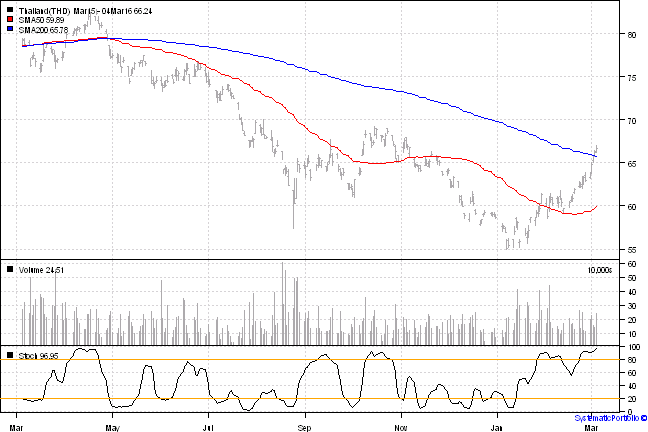 Thailand(THD) Mar15 - 04Mar16 66.24
SMA50 59.89
SMA200 65.78
80
75
70
65
60
55
Volume 24.51
10,000s
60
50
40
30
20
10
Stoch 96.95
100
80
60
40
20
0
Mar
May
Jul
Sep
Nov
Jan
Mar
SystematicPortfolio ©